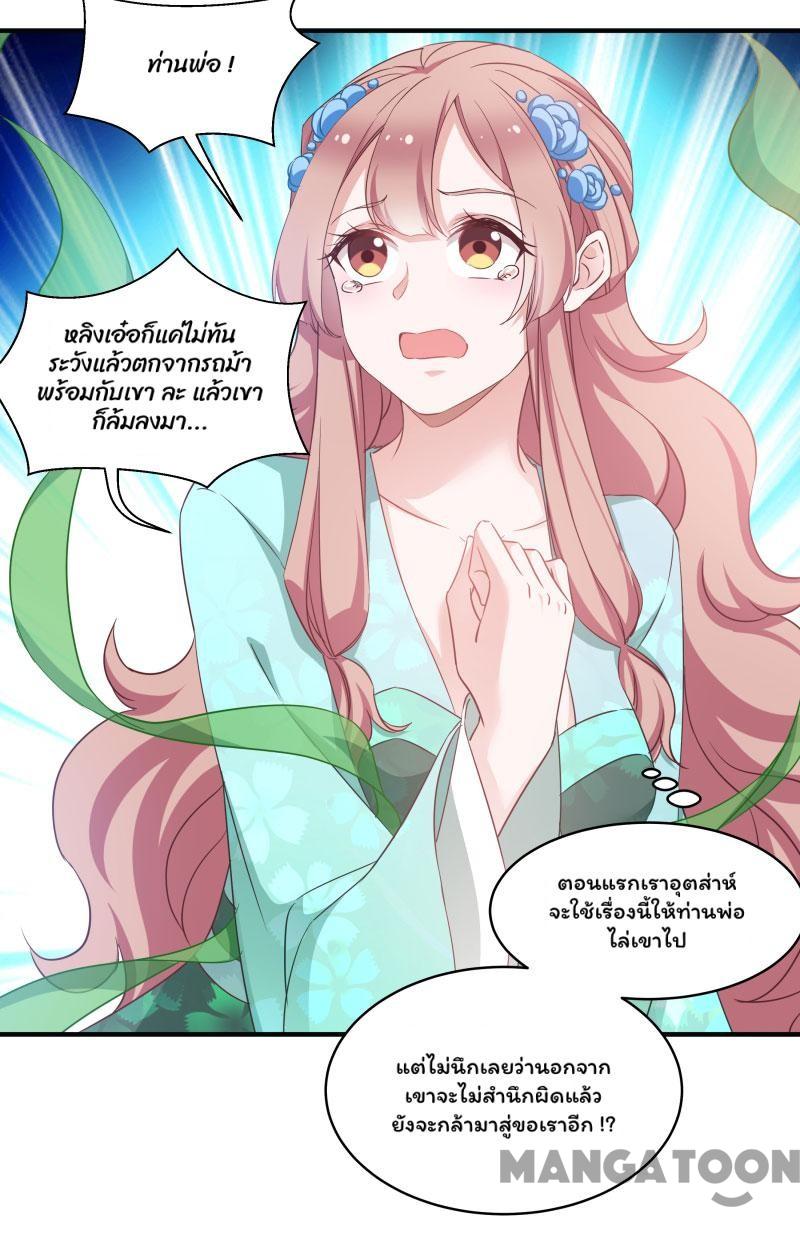 ท่านพ่อ !
หลิงเอ๋อก็แค่ไม่ทัน
ระวังแล้วตกจากรถม้า
พร้อมกับเขา ละ แล้วเขา
ก็ล้มลงมา...
ตอนแรกเราอุตส่าห์
จะใช้เรื่องนี้ให้ท่านพ่อ
ไล่เขาไป
แต่ไม่นึกเลยว่านอกจาก
เขาจะไม่สำนึกผิดแล้ว
ยังจะกล้ามาสู่ขอเราอีก !?
MANGATOON